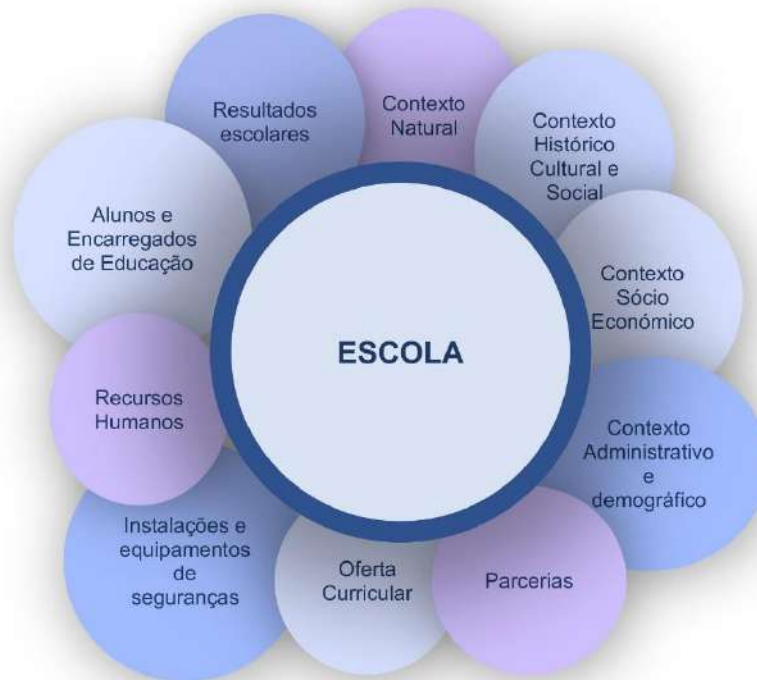 Resultados
escolares
Contexto
Natural
Contexto
Histórico
Cultural e
Social
Alunos e
Encarregados
de Educação
Contexto
Sócio
Económico
ESCOLA
Recursos
Humanos
Contexto
Administrativo
e
demográfico
Instalações e
equipamentos
de
seguranças
Oferta
Curricular
Parcerias